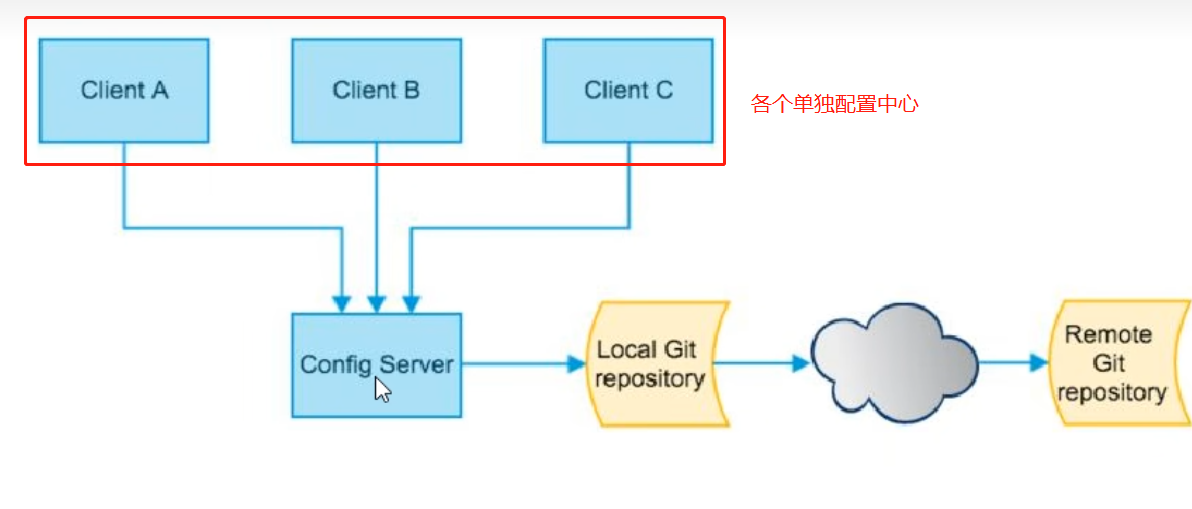 Client A
Client B
Client C
各个单独配置中心
Config Server
Local Git
repository
Remote
Git
repository